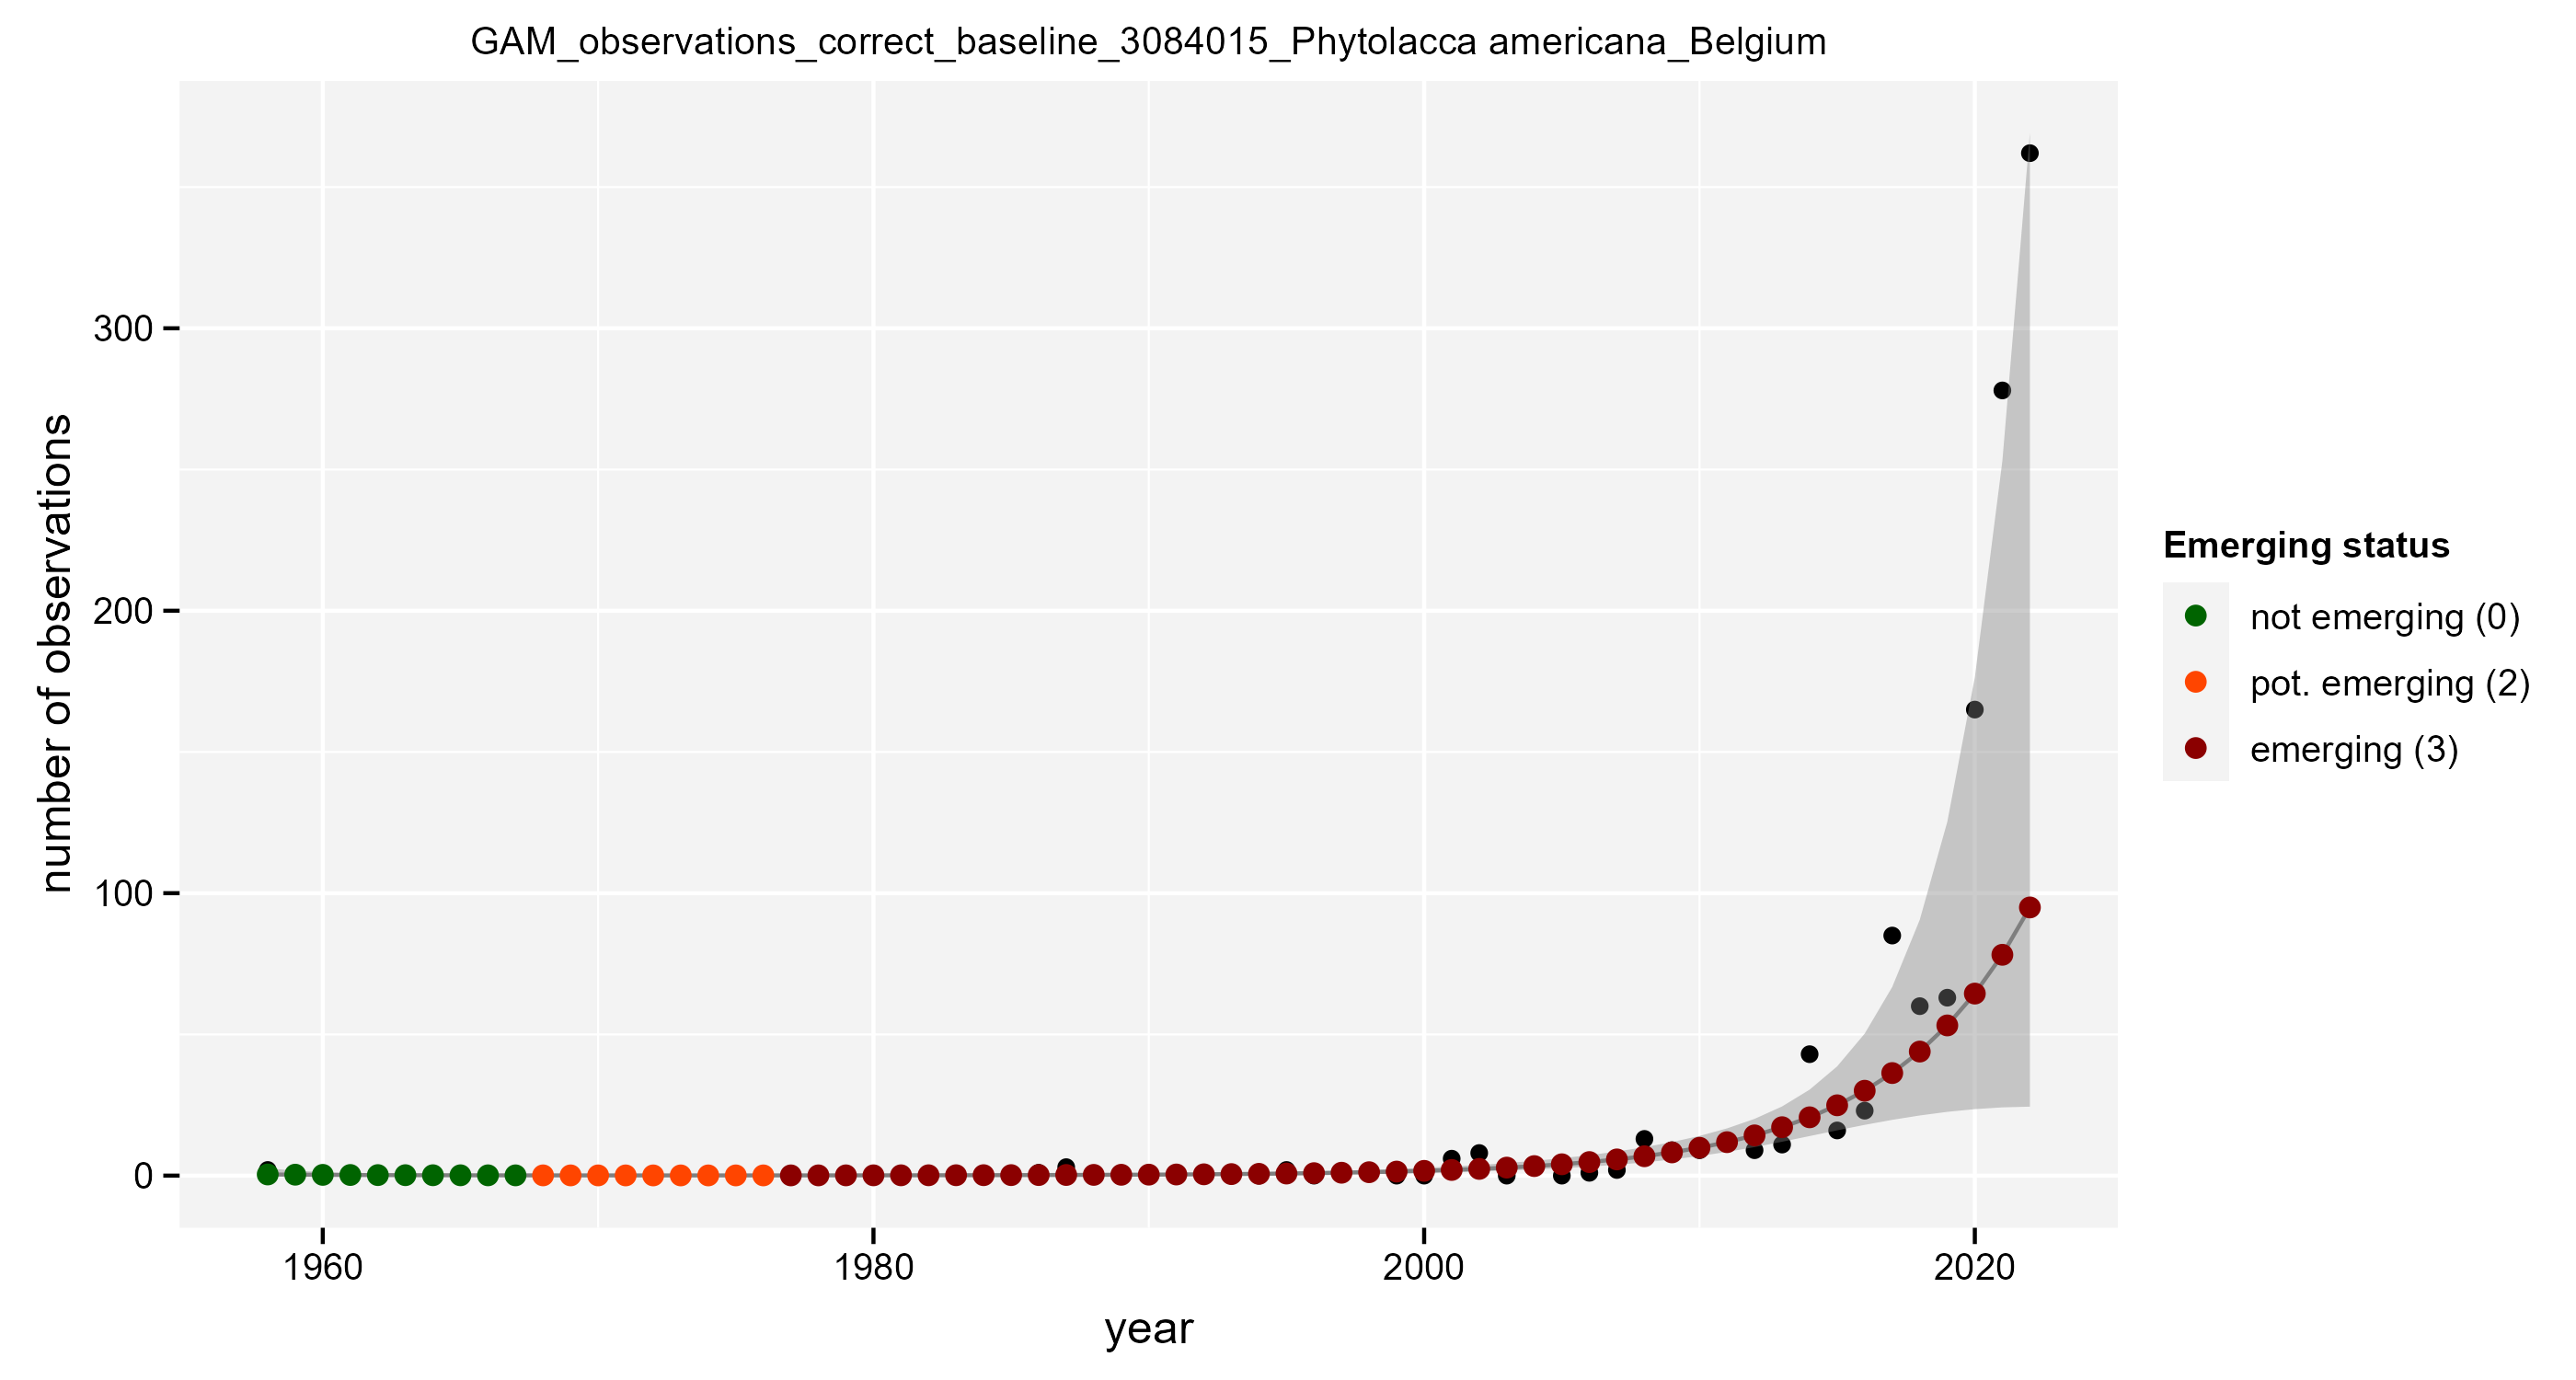 GAM_observations_correct_baseline_3084015_Phytolacca americana_Belgium
number of observations
300
200
100
0
1960
1980
2000
2020
year
Emerging status
not emerging (0)
pot. emerging (2)
emerging (3)